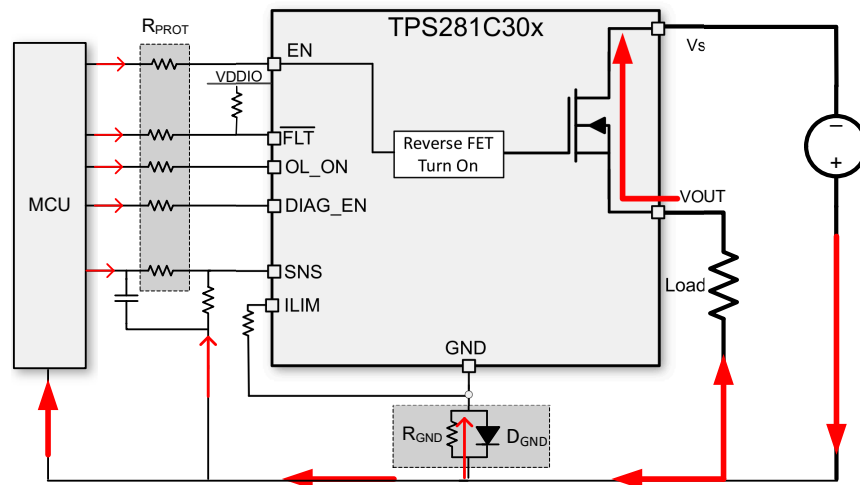 TPS281C30x
RPROT
EN
Vs
VDDIO
FLT
Reverse FET
Turn On
OL_ON
MCU
DIAG_EN
VOUT
SNS
Load
ILIM
GND
RGND
DGND
−
+